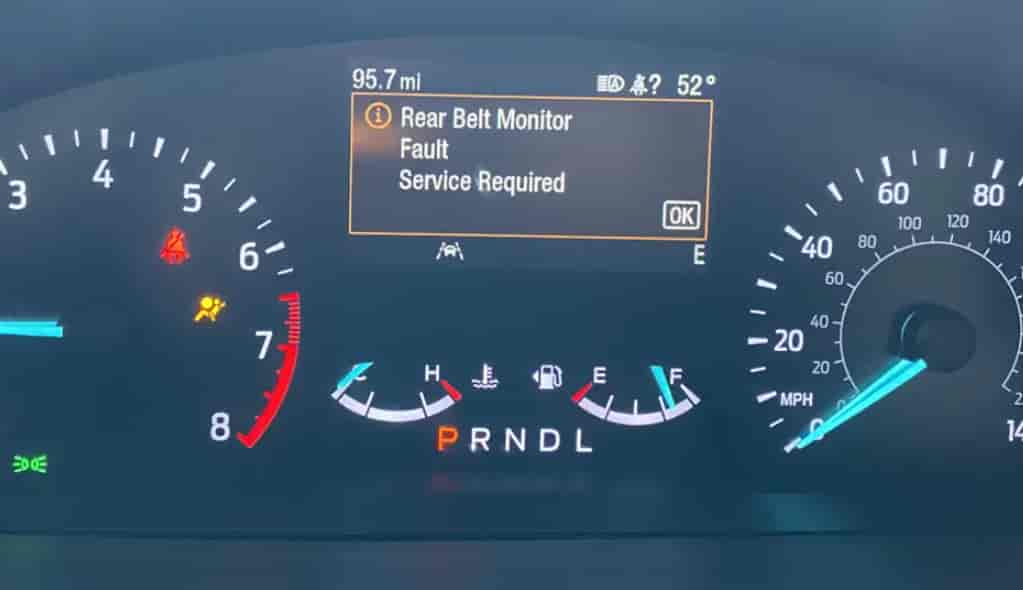 95.7 mi ? 52°
Rear Belt Monitor
Fault
Service Required
OK
E
3 4 5 6 7 8
H E F
P R N D L
20 40 60 80
MPH
0
20 40 60 80 100 120 140